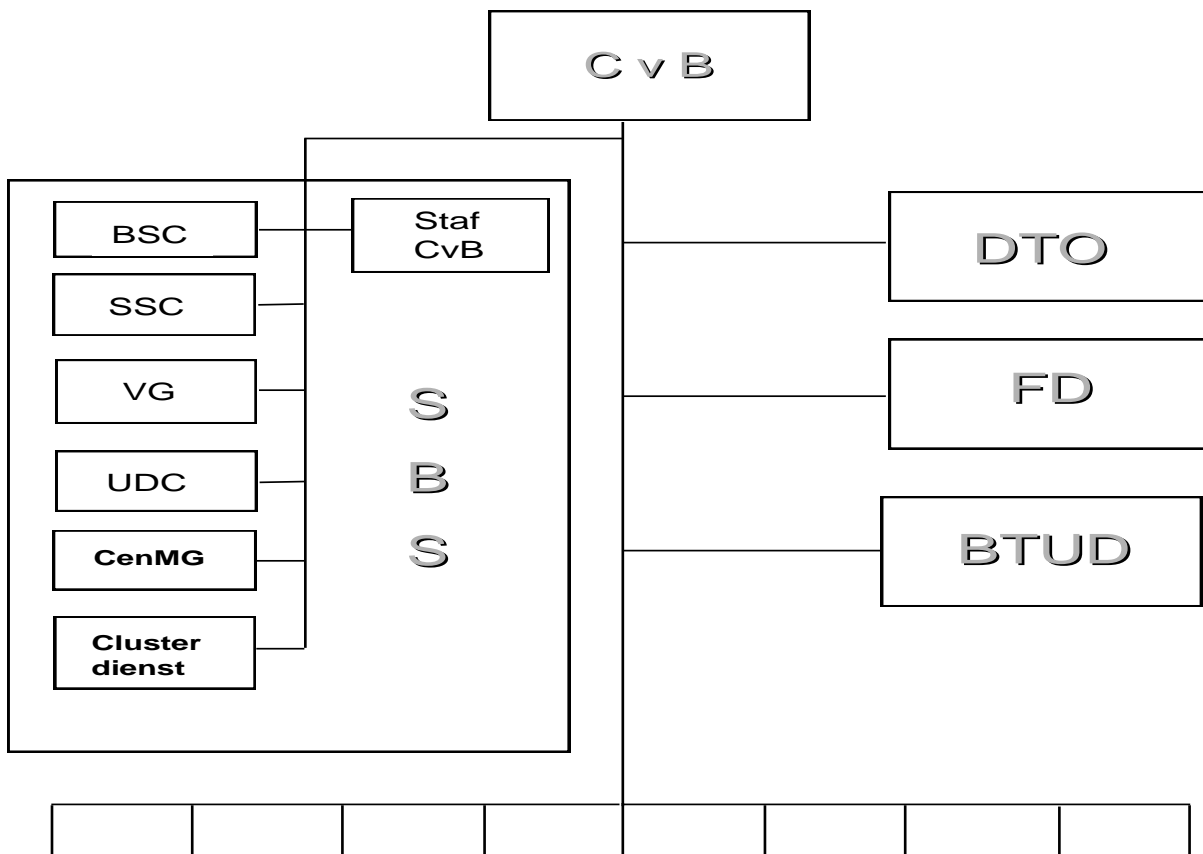 C v B
BSC
Staf
CvB
SSC
VG
UDC
CenMG
Cluster
dienst
S
B
S
DTO
FD
BTUD